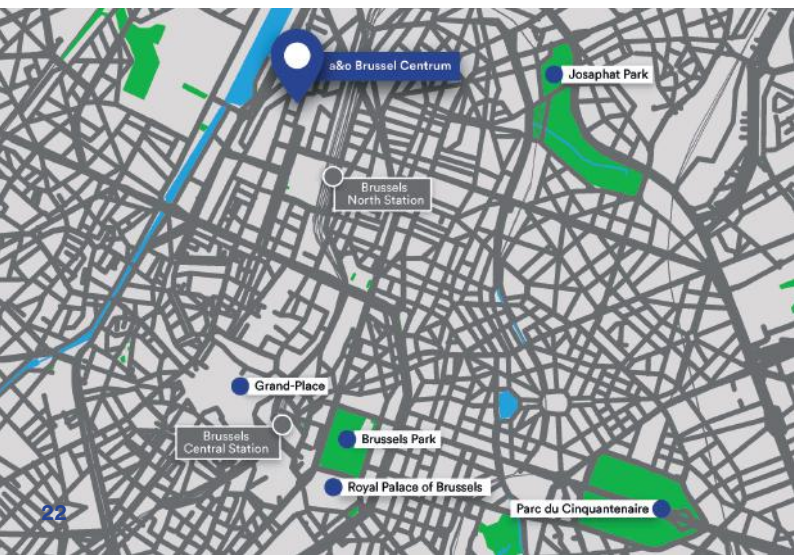 a&o Brussel Centrum
Josaphat Park
Brussels
North Station
Grand-Place
Brussels
Central Station
Brussels Park
Royal Palace of Brussels
Parc du Cinquantenaire
22